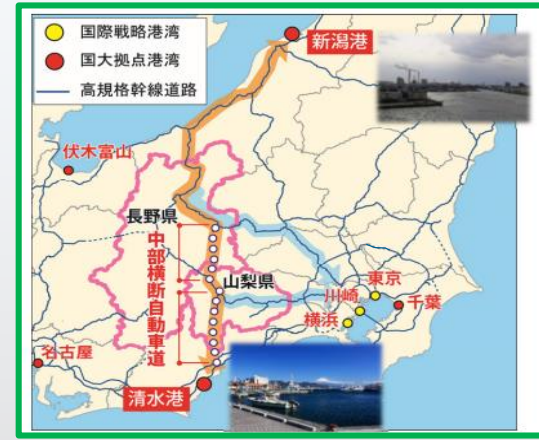 国際戦略港湾
国大拠点港湾
高規格幹線道路
新潟港
伏木富山
長野県
中部横断自動車道
山梨県
東京
川崎
千葉
横浜
名古屋
清水港